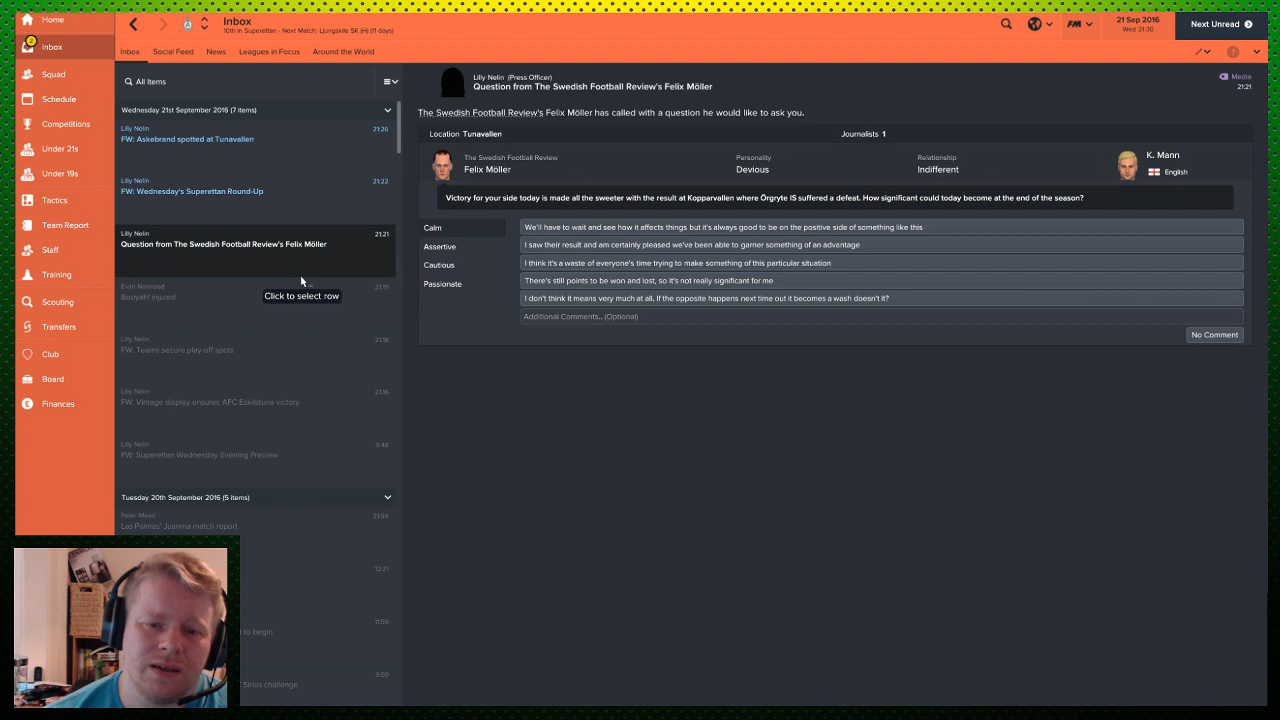 Home
Inbox
10th in Superettan - Next Match: Ljungskile SK (H) (11 days)
FM
21 Sep 2016
Wed 21:30
Next Unread
2
Inbox
Inbox
Social Feed
News
Leagues in Focus
Around the World
Squad
Schedule
Competitions
Under 21s
Under 19s
Tactics
Team Report
Staff
Training
Scouting
Transfers
Club
Board
Finances
All Items
Wednesday 21st September 2016 (7 items)
Lilly Nelin
21:26
FW: Askebrand spotted at Tunavallen
Lilly Nelin
21:22
FW: Wednesday's Superettan Round-Up
Lilly Nelin
21:21
Question from The Swedish Football Review's Felix Möller
Evan Nomrood
21:19
Booyah! injured
Click to select row
Lilly Nelin
21:18
FW: Teams secure play-off spots
Lilly Nelin
21:16
FW: Vintage display ensures AFC Eskilstuna victory
Lilly Nelin
9:48
FW: Superettan Wednesday Evening Preview
Tuesday 20th September 2016 (5 items)
Peter Mead
21:54
Las Palmas' Juanma match report
12:21
11:59
to begin
9:59
Sirius challenge
Lilly Nelin (Press Officer)
Question from The Swedish Football Review's Felix Möller
Media
21:21
The Swedish Football Review's Felix Möller has called with a question he would like to ask you.
Location Tunavallen
Journalists 1
The Swedish Football Review
Felix Möller
Personality
Devious
Relationship
Indifferent
K. Mann
English
Victory for your side today is made all the sweeter with the result at Kopparvallen where Örgryte IS suffered a defeat. How significant could today become at the end of the season?
Calm
Assertive
Cautious
Passionate
We'll have to wait and see how it affects things but it's always good to be on the positive side of something like this
I saw their result and am certainly pleased we've been able to garner something of an advantage
I think it's a waste of everyone's time trying to make something of this particular situation
There's still points to be won and lost, so it's not really significant for me
I don't think it means very much at all. If the opposite happens next time out it becomes a wash doesn't it?
Additional Comments... (Optional)
No Comment